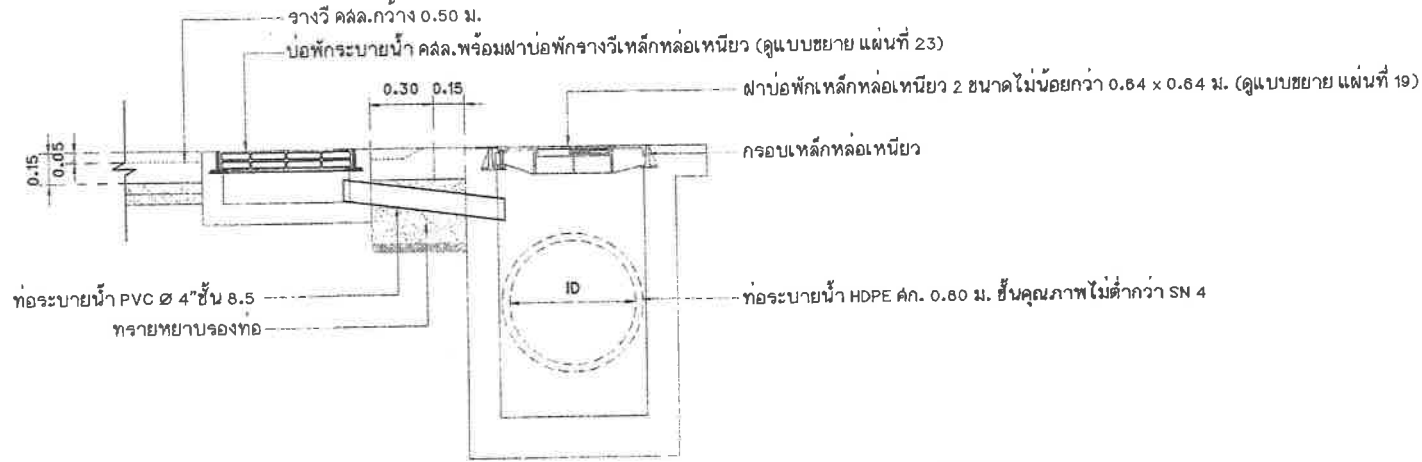 รางวี คสล.กว้าง 0.50 ม.
บ่อพักระบายน้ำ คสล.พร้อมฝาบ่อพักรางวีเหล็กหล่อเหนียว (ดูแบบขยาย แผ่นที่ 23)
0.30 0.15
ฝาบ่อพักเหล็กหล่อเหนียว 2 ขนาดไม่น้อยกว่า 0.64 x 0.64 ม. (ดูแบบขยาย แผ่นที่ 19)
กรอบเหล็กหล่อเหนียว
0.15
0.05
ID
ท่อระบายน้ำ PVC Ø 4"ชั้น 8.5
ท่อระบายน้ำ HDPE ศก. 0.60 ม. ชั้นคุณภาพไม่ต่ำกว่า SN 4
ทรายหยาบรองท่อ